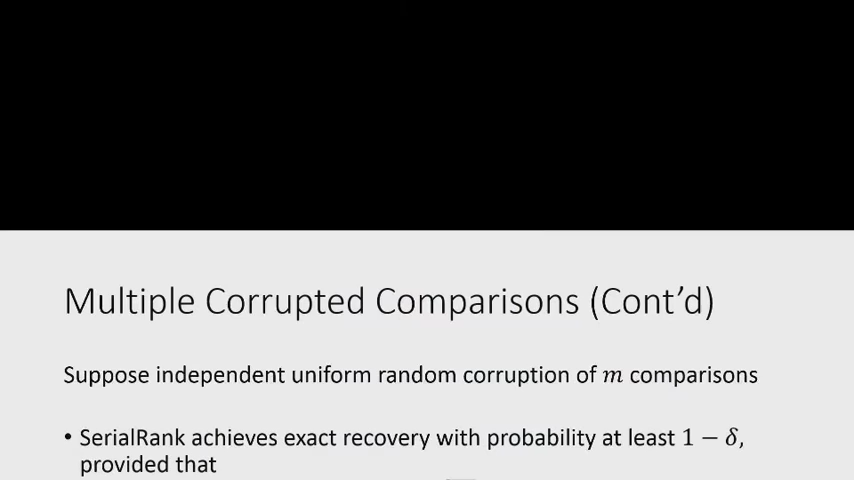 Multiple Corrupted Comparisons (Cont’d)
Suppose independent uniform random corruption of m comparisons
• SerialRank achieves exact recovery with probability at least 1 − δ,
provided that